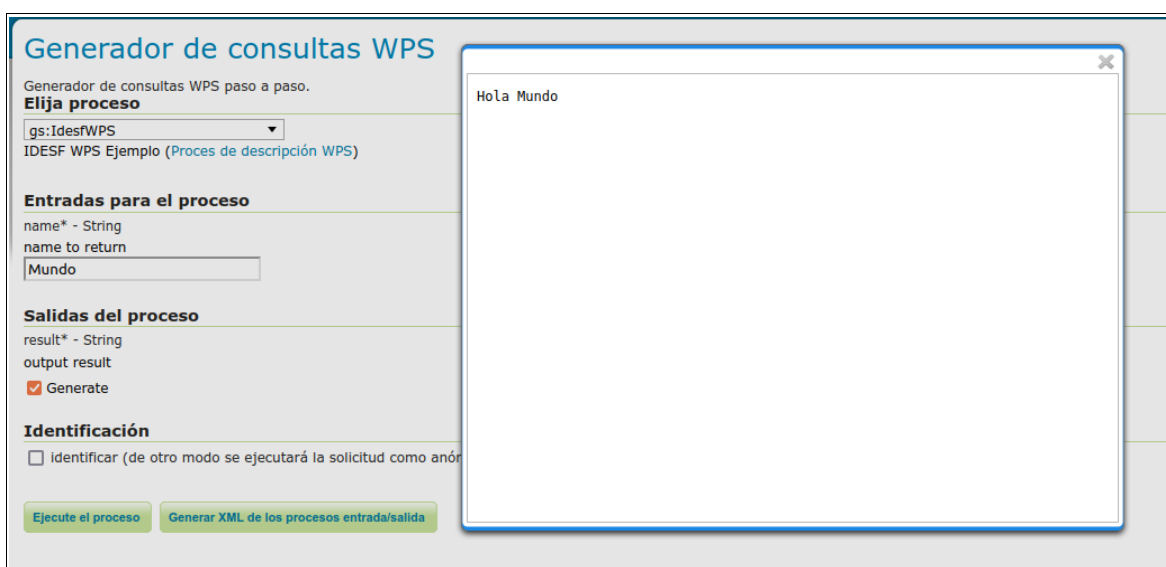 Generador de consultas WPS
Generador de consultas WPS paso a paso.
Elija proceso
gs:IdesfWPS
IDESF WPS Ejemplo (Proces de descripción WPS)
Entradas para el proceso
name* - String
name to return
Mundo
Salidas del proceso
result* - String
output result
Generate
Identificación
identificar (de otro modo se ejecutará la solicitud como anór
Ejecute el proceso
Generar XML de los procesos entrada/salida
Hola Mundo